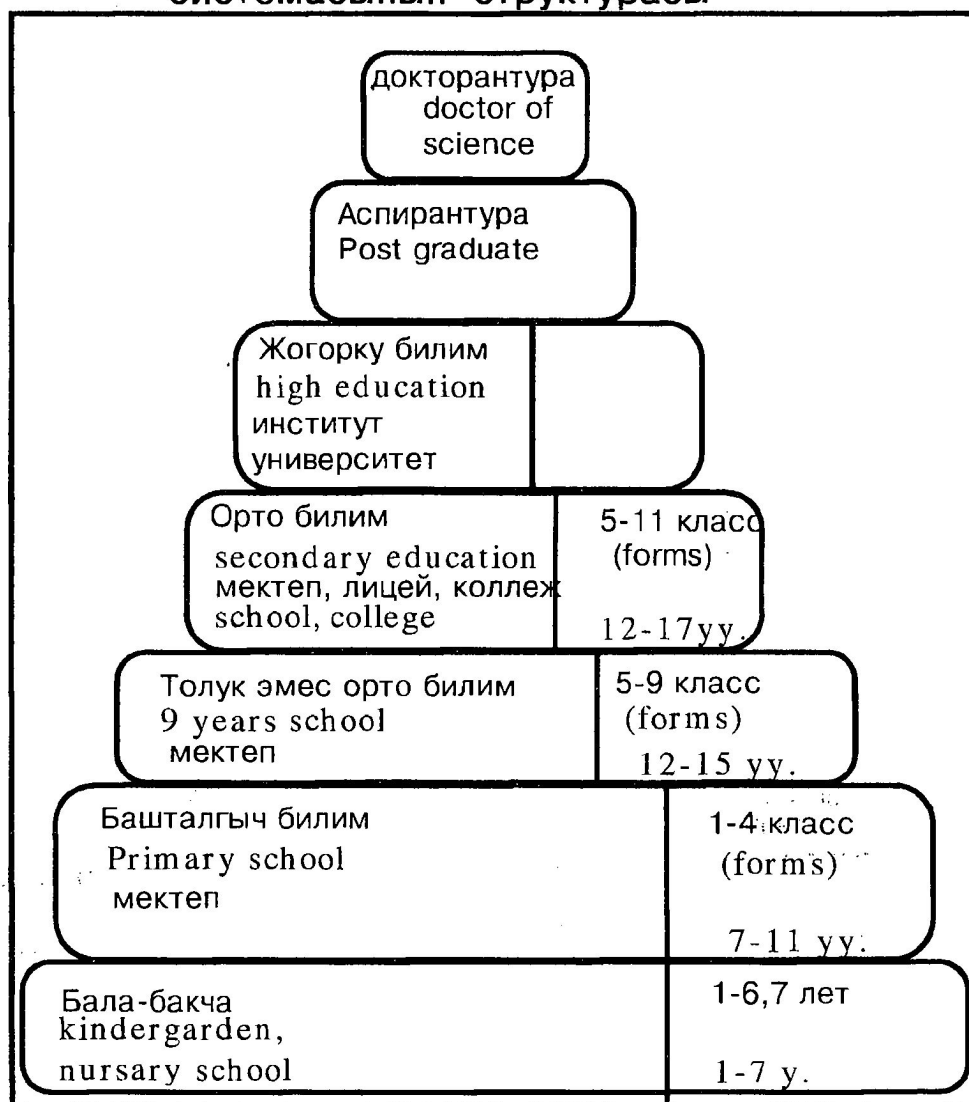 системасынын структурасы
докторантура
doctor of
science
Аспирантура
Post graduate
Жогорку билим
high education
институт
университет
Орто билим
secondary education
мектеп, лицей, коллеж
school, college
5-11 класс
(forms)
12-17уу.
Толук эмес орто билим
9 years school
мектеп
5-9 класс
(forms)
12-15 уу.
Башталгыч билим
Primary school
мектеп
1-4 класс
(forms)
7-11 уу.
Бала-бакча
kindergarden,
nursary school
1-6,7 лет
1-7 у.